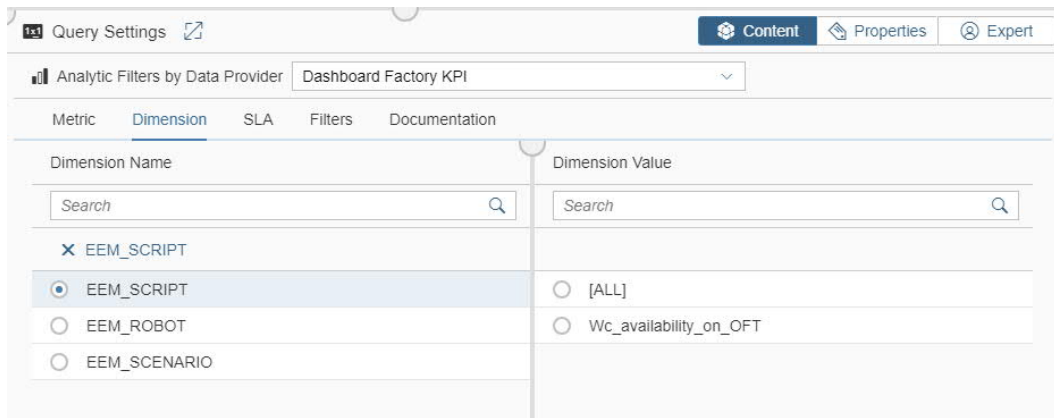 1x1 Query Settings Content Properties Expert
Analytic Filters by Data Provider Dashboard Factory KPI
Metric Dimension SLA Filters Documentation
Dimension Name Dimension Value
Search Search
EEM_SCRIPT
EEM_SCRIPT [ALL]
EEM_ROBOT Wc_availability_on_OFT
EEM_SCENARIO